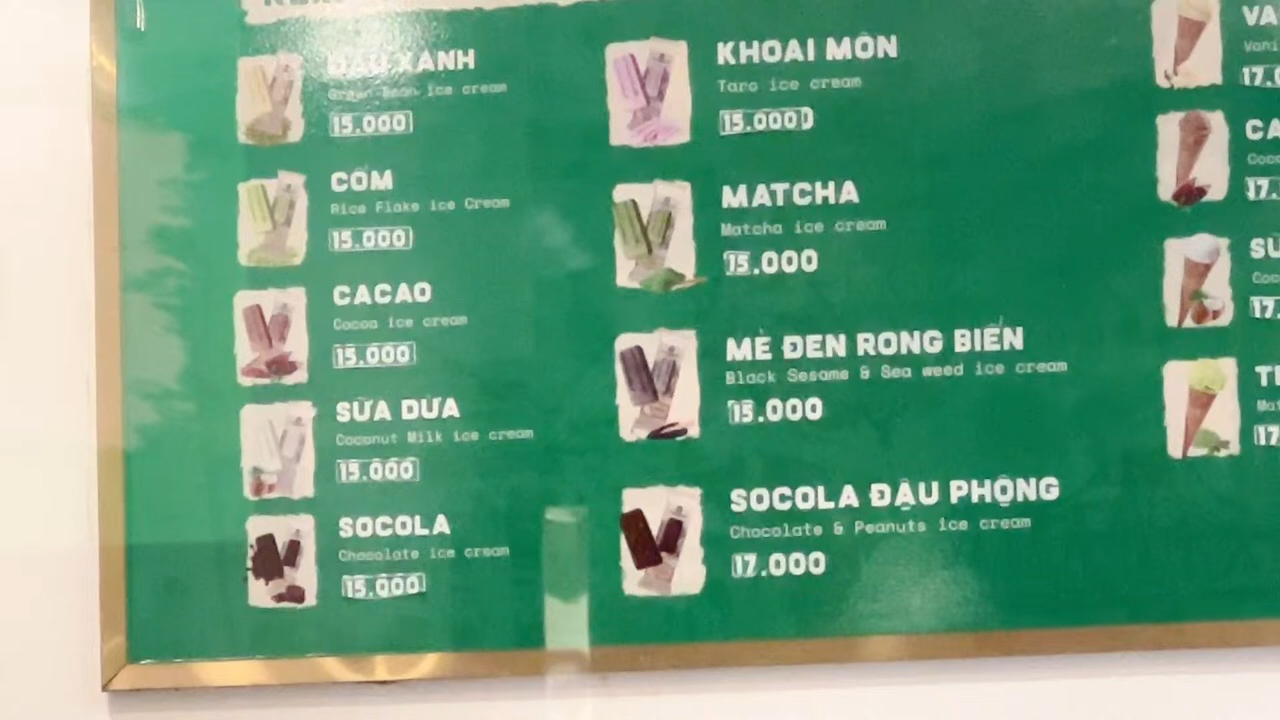 ĐẬU XANH
Green Bean ice cream
15.000
CỐM
Rice Flake ice Cream
15.000
CACAO
Cocoa ice cream
15.000
SỮA DỪA
Coconut Milk ice cream
15.000
SOCOLA
Chocolate ice cream
15.000
KHOAI MÔN
Taro ice cream
15.000
MATCHA
Matcha ice cream
15.000
MÈ ĐEN RONG BIỂN
Black Sesame & Sea weed ice cream
15.000
SOCOLA ĐẬU PHỘNG
Chocolate & Peanuts ice cream
17.000